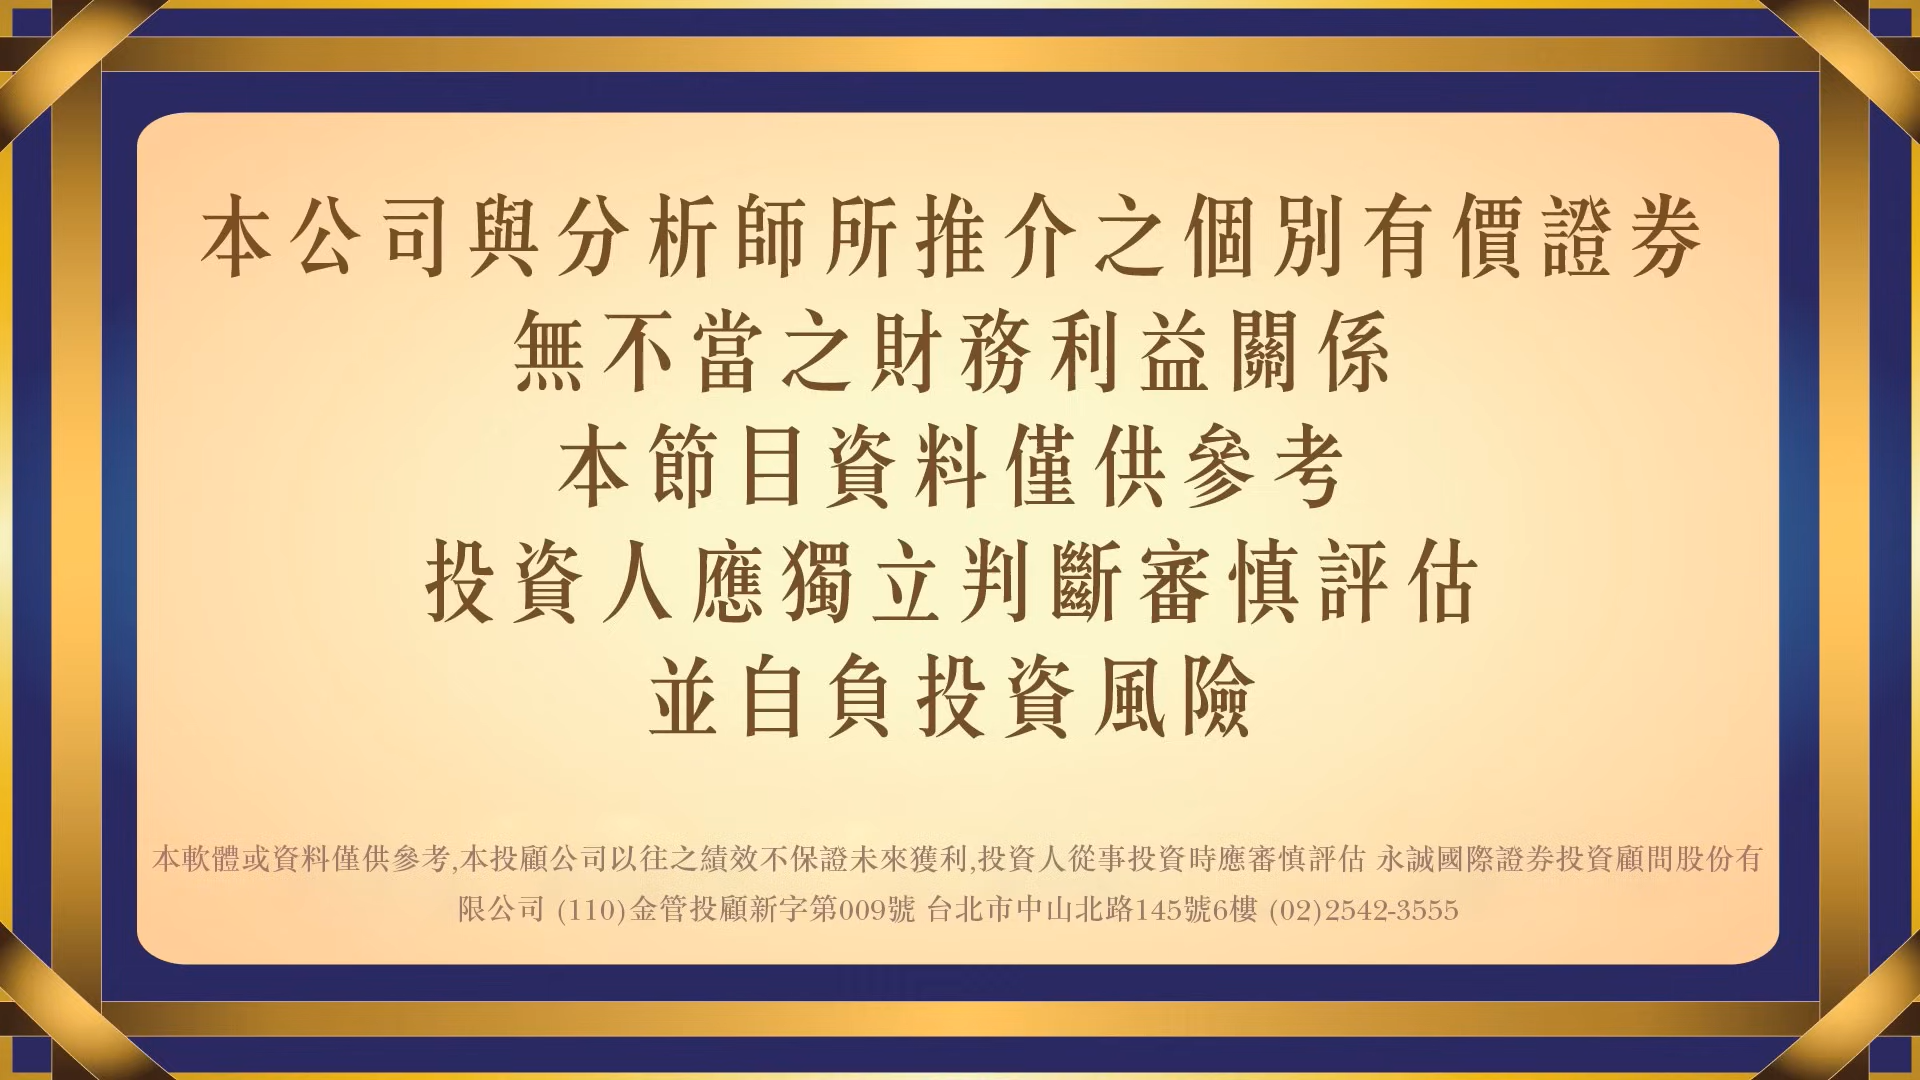 本公司與分析師所推介之個別有價證券
無不當之財務利益關係
本節目資料僅供參考
投資人應獨立判斷審慎評估
並自負投資風險
本軟體或資料僅供參考,本投顧公司以往之績效不保證未來獲利,投資人從事投資時應審慎評估 永誠國際證券投資顧問股份有
限公司 (110)金管投顧新字第009號 台北市中山北路145號6樓 (02)2542-3555